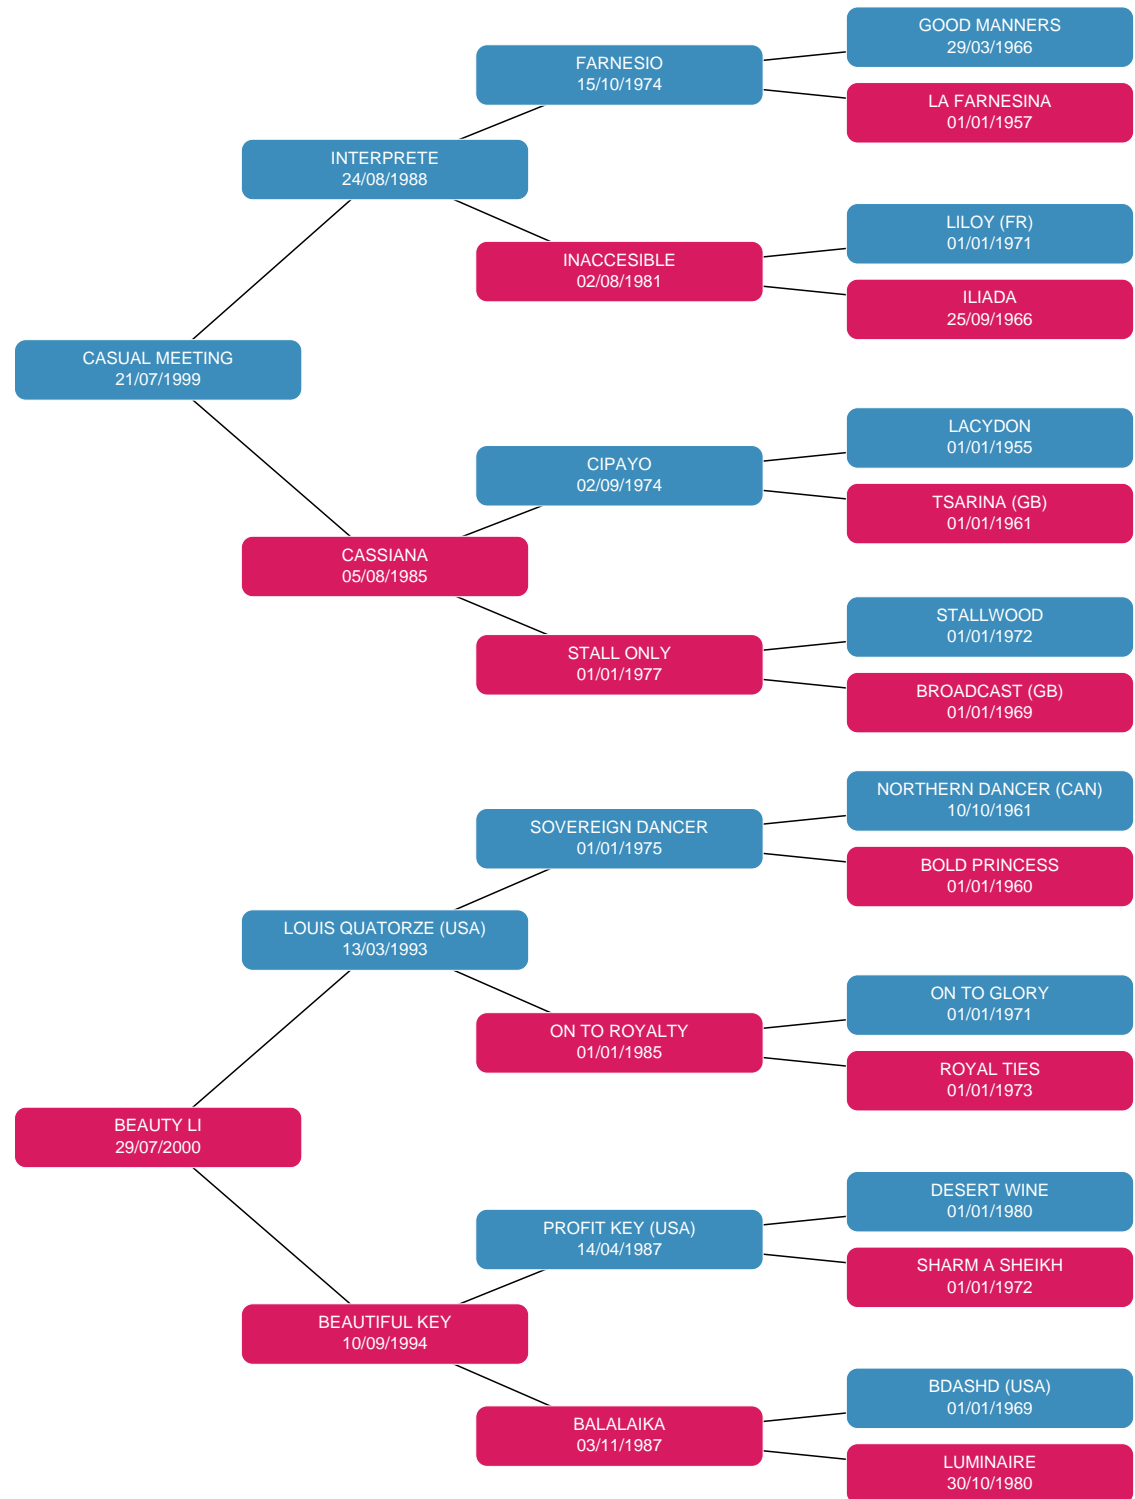 GOOD MANNERS
29/03/1966
FARNESIO
15/10/1974
LA FARNESINA
01/01/1957
INTERPRETE
24/08/1988
LILOY (FR)
01/01/1971
INACCESIBLE
02/08/1981
ILIADA
25/09/1966
CASUAL MEETING
21/07/1999
LACYDON
01/01/1955
CIPAYO
02/09/1974
TSARINA (GB)
01/01/1961
CASSIANA
05/08/1985
STALLWOOD
01/01/1972
STALL ONLY
01/01/1977
BROADCAST (GB)
01/01/1969
NORTHERN DANCER (CAN)
10/10/1961
SOVEREIGN DANCER
01/01/1975
BOLD PRINCESS
01/01/1960
LOUIS QUATORZE (USA)
13/03/1993
ON TO GLORY
01/01/1971
ON TO ROYALTY
01/01/1985
ROYAL TIES
01/01/1973
BEAUTY LI
29/07/2000
DESERT WINE
01/01/1980
PROFIT KEY (USA)
14/04/1987
SHARM A SHEIKH
01/01/1972
BEAUTIFUL KEY
10/09/1994
BDASHD (USA)
01/01/1969
BALALAIKA
03/11/1987
LUMINAIRE
30/10/1980